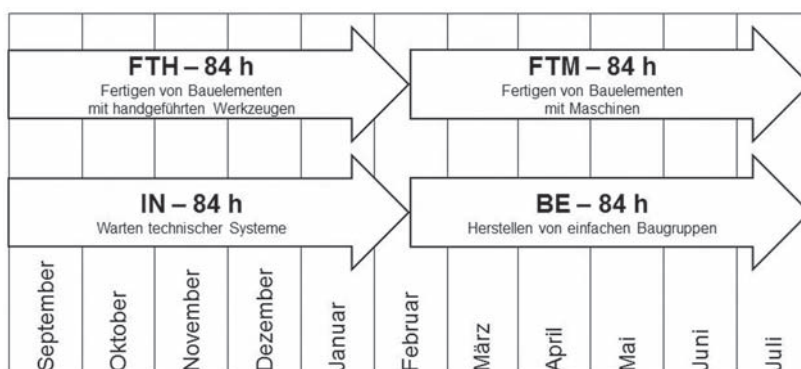 FTH – 84 h
Fertigen von Bauelementen
mit handgeführten Werkzeugen
FTM – 84 h
Fertigen von Bauelementen
mit Maschinen
IN – 84 h
Warten technischer Systeme
BE – 84 h
Herstellen von einfachen Baugruppen
September
Oktober
November
Dezember
Januar
Februar
März
April
Mai
Juni
Juli